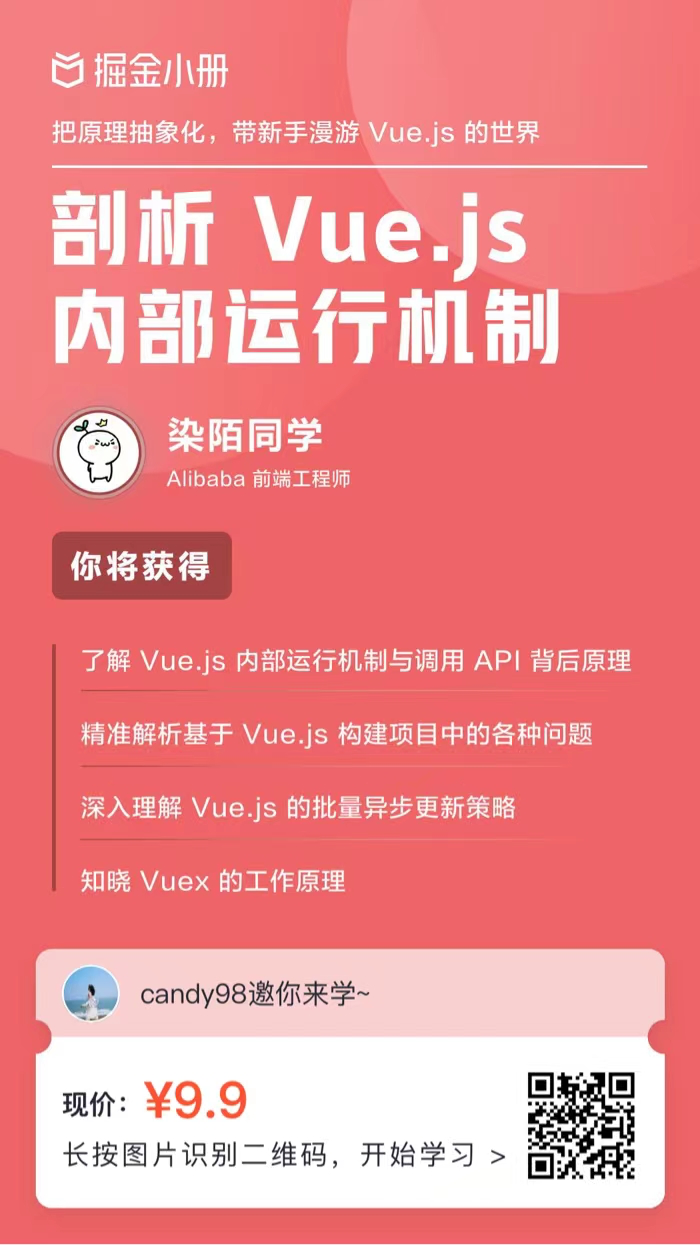 掘金小册
把原理抽象化，带新手漫游 Vue.js 的世界
剖析 Vue.js
内部运行机制
染陌同学
Alibaba 前端工程师
你将获得
了解 Vue.js 内部运行机制与调用 API 背后原理
精准解析基于 Vue.js 构建项目中的各种问题
深入理解 Vue.js 的批量异步更新策略
知晓 Vuex 的工作原理
candy98邀你来学~
现价：¥9.9
长按图片识别二维码，开始学习 >